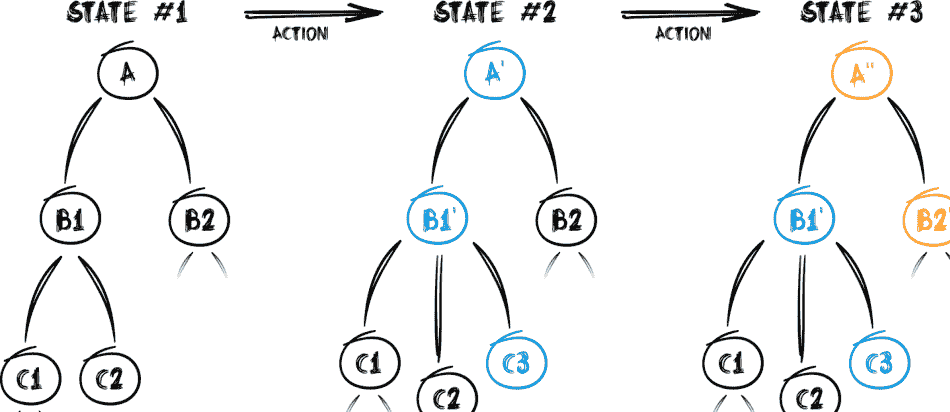 STATE #1 STATE #2 STATE #3
ACTION ACTION
A A' A''
B1 B2 B1' B2 B1' B2'
C1 C2 C3 C1 C2 C3
C1 C2